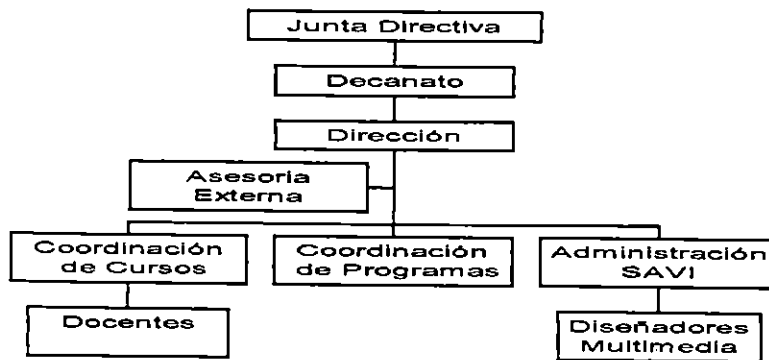 Junta Directiva
Decanato
Dirección
Asesoria
Externa
Coordinación
de Cursos
Coordinación
de Programas
Administración
SAVI
Docentes
Diseñadores
Multimedia